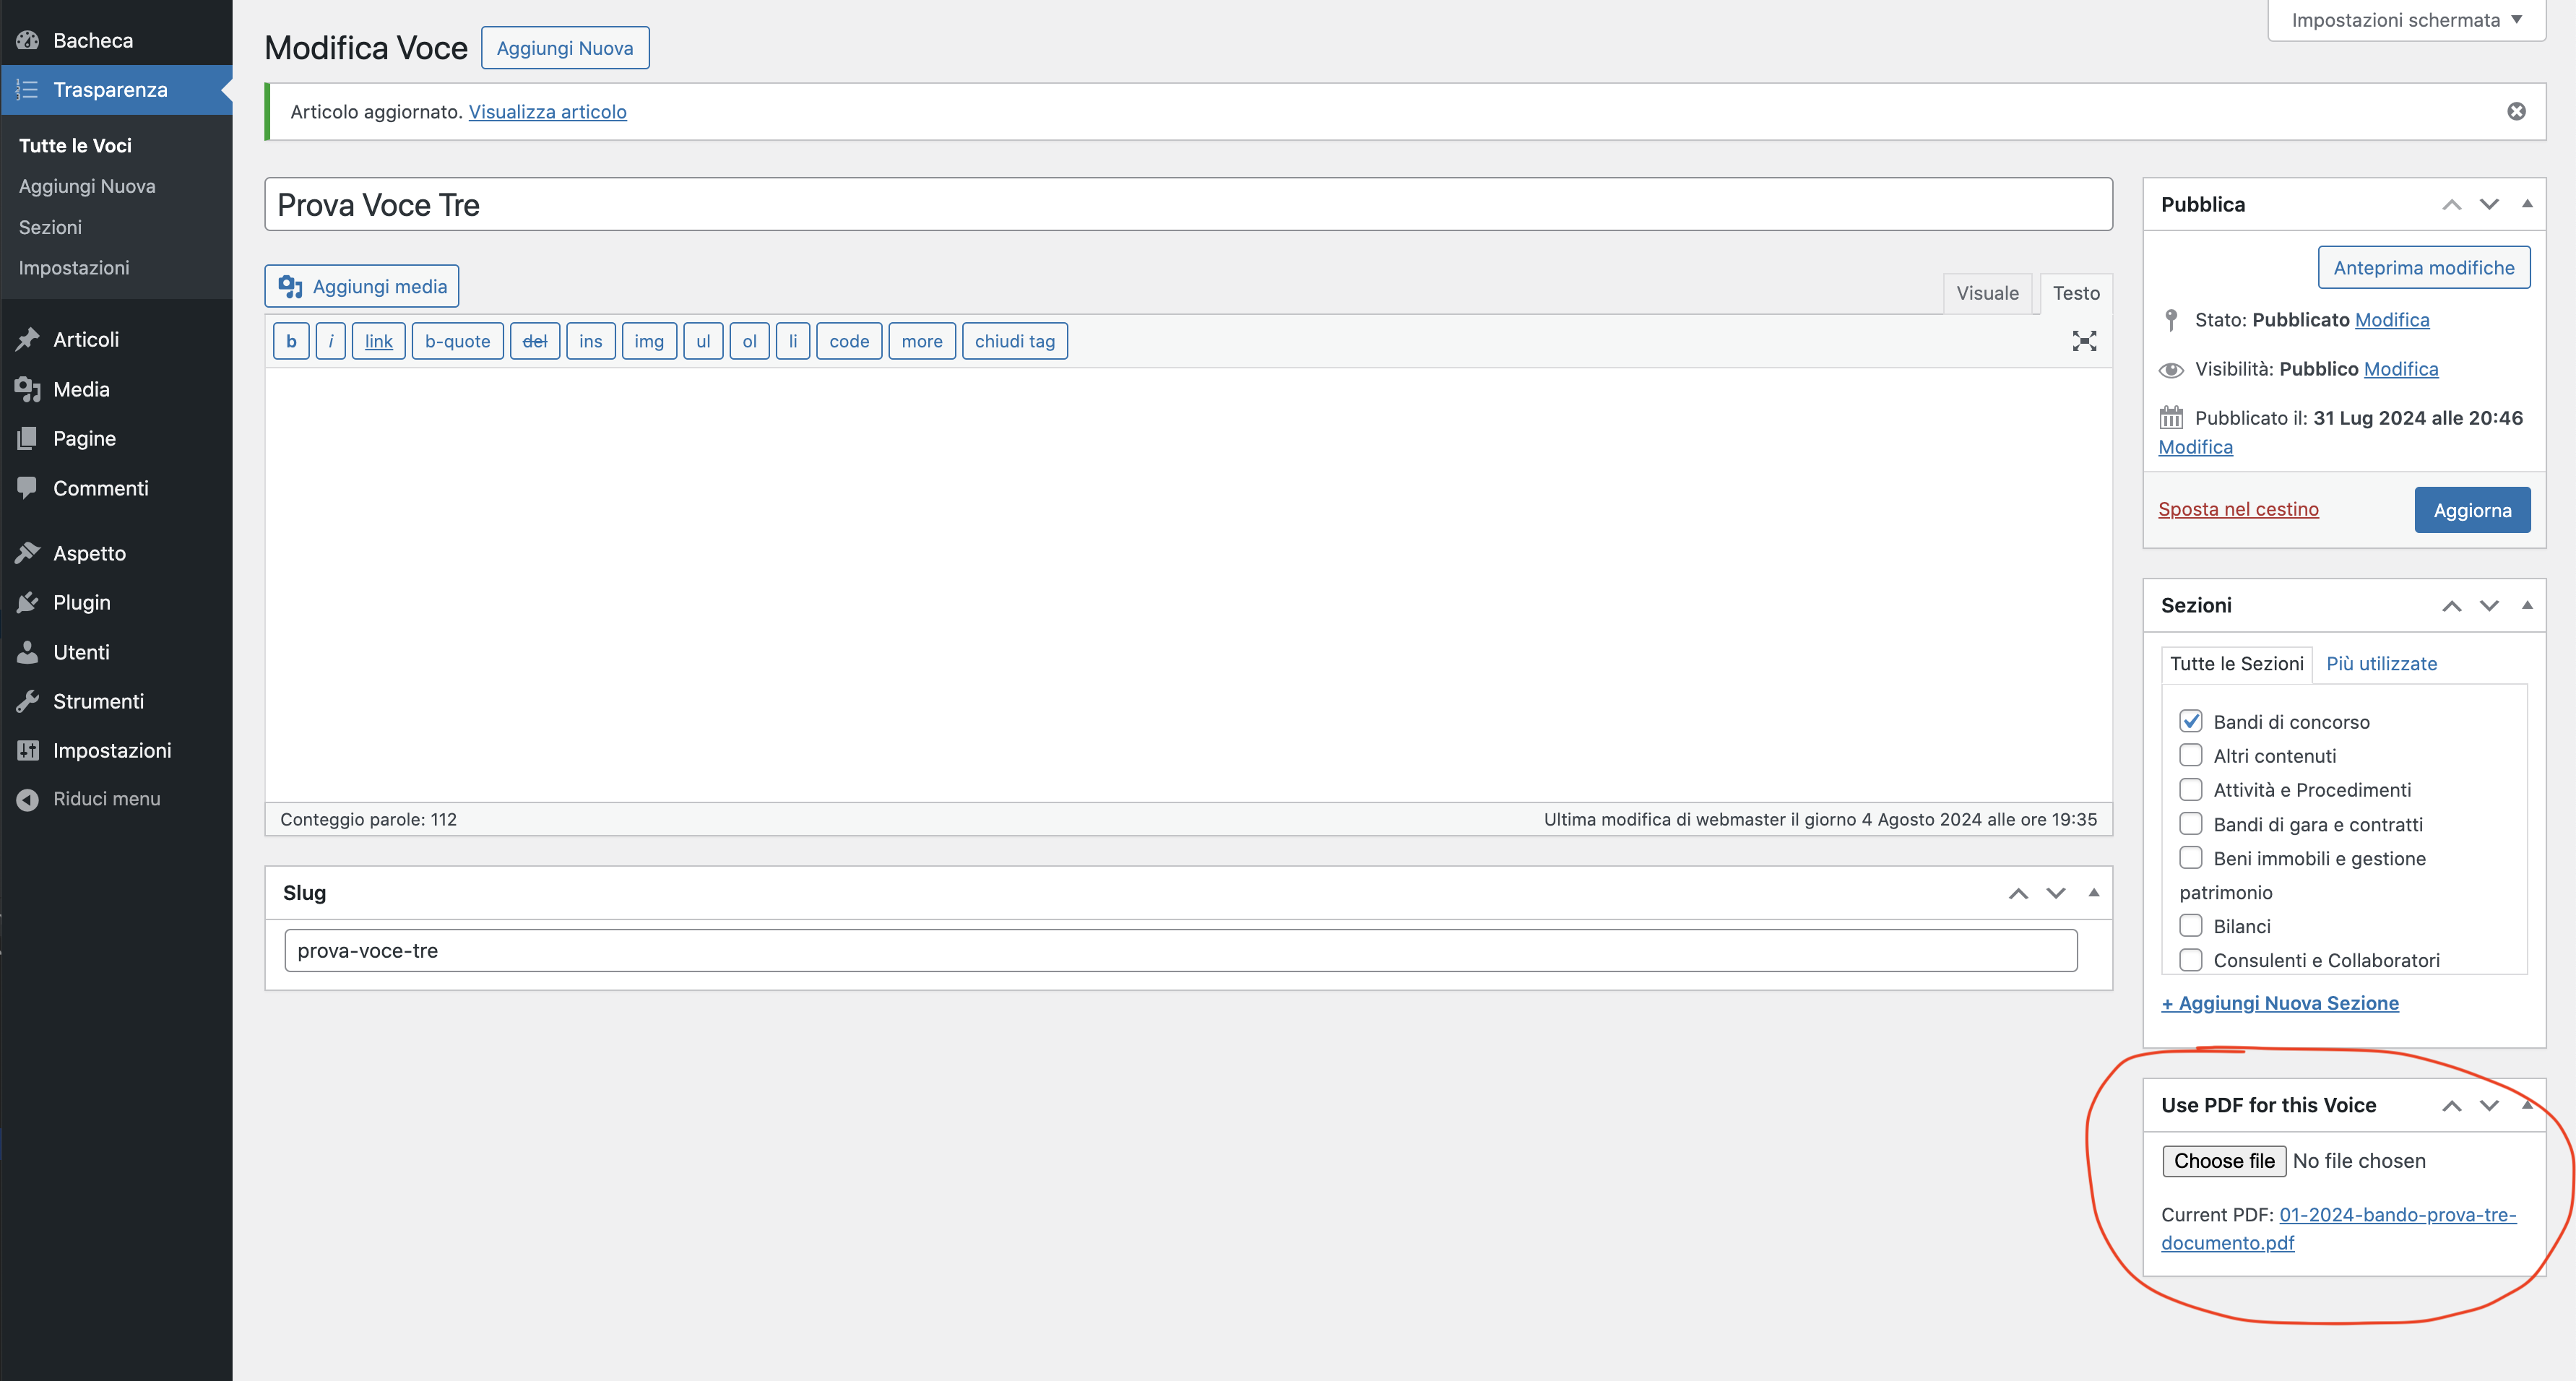 Bacheca
Trasparenza
Tutte le Voci
Aggiungi Nuova
Sezioni
Impostazioni
Articoli
Media
Pagine
Commenti
Aspetto
Plugin
Utenti
Strumenti
Impostazioni
Riduci menu
Impostazioni schermata
Modifica Voce
Aggiungi Nuova
Articolo aggiornato. Visualizza articolo
Prova Voce Tre
Aggiungi media
Visuale Testo
b i link b-quote del ins img ul ol li code more chiudi tag
Conteggio parole: 112
Ultima modifica di webmaster il giorno 4 Agosto 2024 alle ore 19:35
Slug
prova-voce-tre
Pubblica
Anteprima modifiche
Stato: Pubblicato Modifica
Visibilità: Pubblico Modifica
Pubblicato il: 31 Lug 2024 alle 20:46
Modifica
Sposta nel cestino
Aggiorna
Sezioni
Tutte le Sezioni Più utilizzate
Bandi di concorso
Altri contenuti
Attività e Procedimenti
Bandi di gara e contratti
Beni immobili e gestione
patrimonio
Bilanci
Consulenti e Collaboratori
+ Aggiungi Nuova Sezione
Use PDF for this Voice
Choose file No file chosen
Current PDF: 01-2024-bando-prova-tre-
documento.pdf